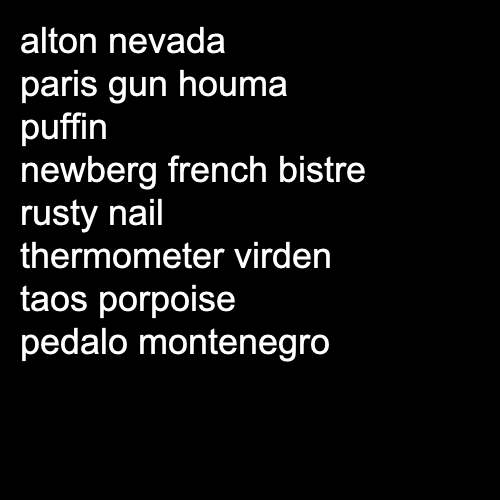 alton nevada
paris gun houma
puffin
newberg french bistre
rusty nail
thermometer virden
taos porpoise
pedalo montenegro